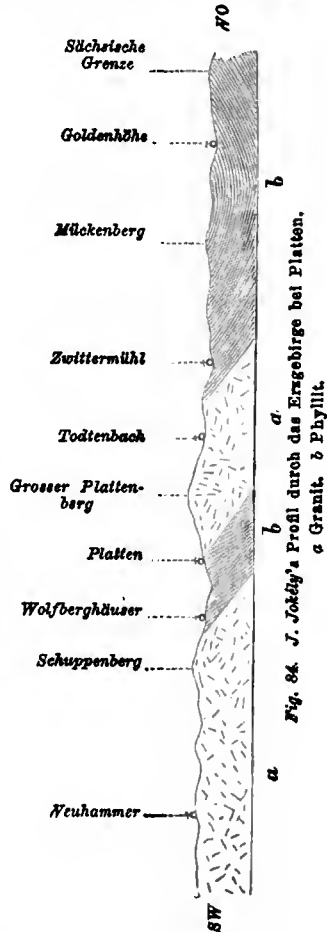 Sächsische
Grenze
Goldenhöhe
Mückenberg
Zwittermühl
Todtenbach
Grosser Platten-
berg
Platten
Wolfberghäuser
Schuppenberg
Neuhammer
NO
b
a
b
a
SW
Fig. 84. J. Jokély's Profil durch das Erzgebirge bei Platten.
a Granit. b Phyllit.